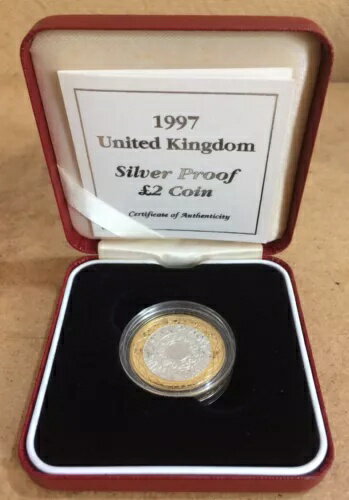 1997
United Kingdom
Silver Proof
£2 Coin
Certificate of Authenticity